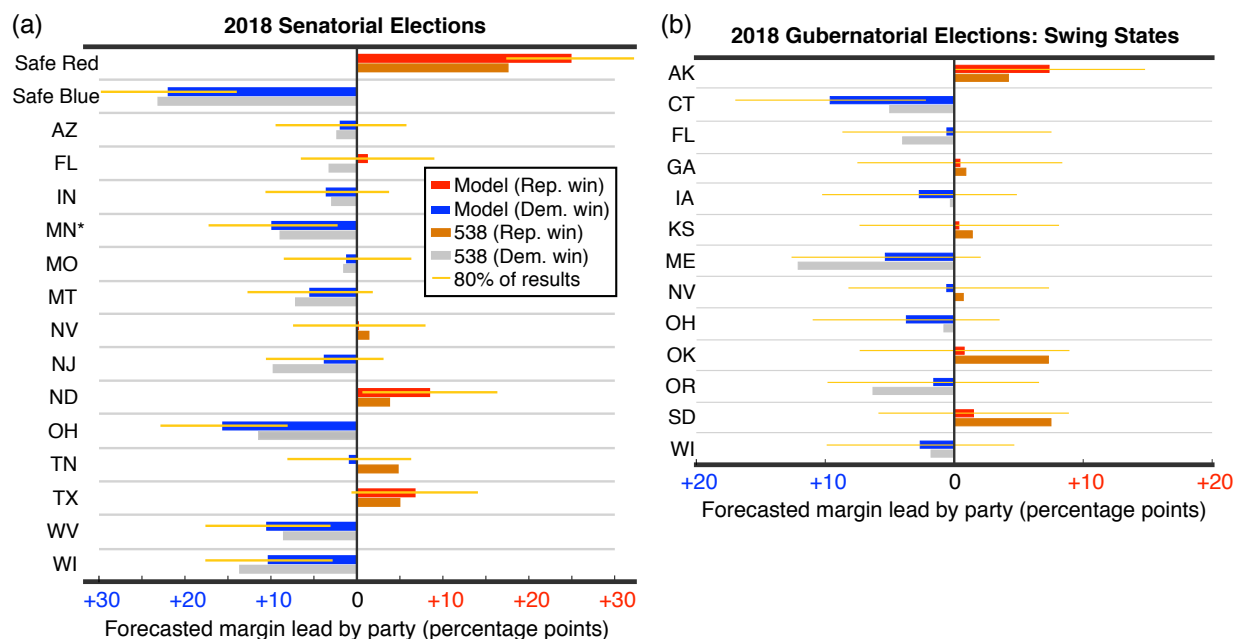 (a)
2018 Senatorial Elections
Safe Red
Safe Blue
AZ
FL
IN
MN*
MO
MT
NV
NJ
ND
OH
TN
TX
WV
WI
Model (Rep. win)
Model (Dem. win)
538 (Rep. win)
538 (Dem. win)
80% of results
+30 +20 +10 0 +10 +20 +30
Forecasted margin lead by party (percentage points)
(b)
2018 Gubernatorial Elections: Swing States
AK
CT
FL
GA
IA
KS
ME
NV
OH
OK
OR
SD
WI
+20 +10 0 +10 +20
Forecasted margin lead by party (percentage points)